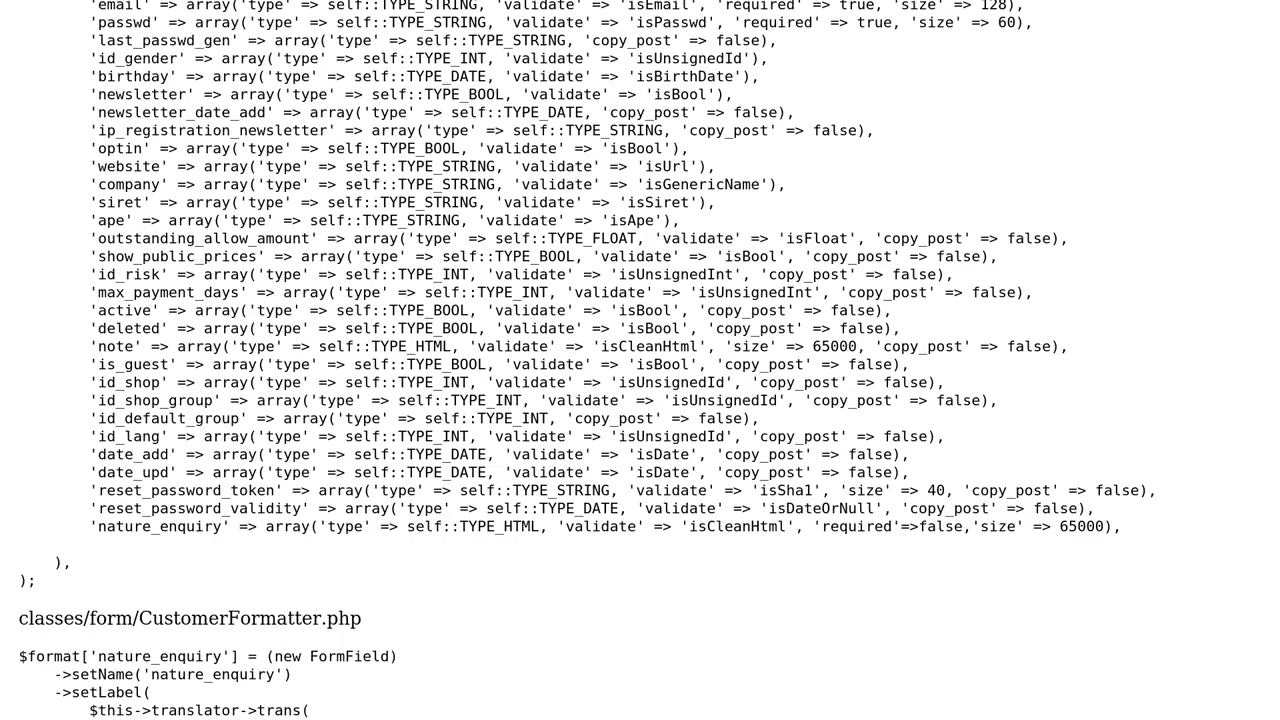 'email' => array('type' => self::TYPE_STRING, 'validate' => 'isEmail', 'required' => true, 'size' => 128),
'passwd' => array('type' => self::TYPE_STRING, 'validate' => 'isPasswd', 'required' => true, 'size' => 60),
'last_passwd_gen' => array('type' => self::TYPE_STRING, 'copy_post' => false),
'id_gender' => array('type' => self::TYPE_INT, 'validate' => 'isUnsignedId'),
'birthday' => array('type' => self::TYPE_DATE, 'validate' => 'isBirthDate'),
'newsletter' => array('type' => self::TYPE_BOOL, 'validate' => 'isBool'),
'newsletter_date_add' => array('type' => self::TYPE_DATE, 'copy_post' => false),
'ip_registration_newsletter' => array('type' => self::TYPE_STRING, 'copy_post' => false),
'optin' => array('type' => self::TYPE_BOOL, 'validate' => 'isBool'),
'website' => array('type' => self::TYPE_STRING, 'validate' => 'isUrl'),
'company' => array('type' => self::TYPE_STRING, 'validate' => 'isGenericName'),
'siret' => array('type' => self::TYPE_STRING, 'validate' => 'isSiret'),
'ape' => array('type' => self::TYPE_STRING, 'validate' => 'isApe'),
'outstanding_allow_amount' => array('type' => self::TYPE_FLOAT, 'validate' => 'isFloat', 'copy_post' => false),
'show_public_prices' => array('type' => self::TYPE_BOOL, 'validate' => 'isBool', 'copy_post' => false),
'id_risk' => array('type' => self::TYPE_INT, 'validate' => 'isUnsignedInt', 'copy_post' => false),
'max_payment_days' => array('type' => self::TYPE_INT, 'validate' => 'isUnsignedInt', 'copy_post' => false),
'active' => array('type' => self::TYPE_BOOL, 'validate' => 'isBool', 'copy_post' => false),
'deleted' => array('type' => self::TYPE_BOOL, 'validate' => 'isBool', 'copy_post' => false),
'note' => array('type' => self::TYPE_HTML, 'validate' => 'isCleanHtml', 'size' => 65000, 'copy_post' => false),
'is_guest' => array('type' => self::TYPE_BOOL, 'validate' => 'isBool', 'copy_post' => false),
'id_shop' => array('type' => self::TYPE_INT, 'validate' => 'isUnsignedId', 'copy_post' => false),
'id_shop_group' => array('type' => self::TYPE_INT, 'validate' => 'isUnsignedId', 'copy_post' => false),
'id_default_group' => array('type' => self::TYPE_INT, 'copy_post' => false),
'id_lang' => array('type' => self::TYPE_INT, 'validate' => 'isUnsignedId', 'copy_post' => false),
'date_add' => array('type' => self::TYPE_DATE, 'validate' => 'isDate', 'copy_post' => false),
'date_upd' => array('type' => self::TYPE_DATE, 'validate' => 'isDate', 'copy_post' => false),
'reset_password_token' => array('type' => self::TYPE_STRING, 'validate' => 'isSha1', 'size' => 40, 'copy_post' => false),
'reset_password_validity' => array('type' => self::TYPE_DATE, 'validate' => 'isDateOrNull', 'copy_post' => false),
'nature_enquiry' => array('type' => self::TYPE_HTML, 'validate' => 'isCleanHtml', 'required'=>false,'size' => 65000),
),
);
classes/form/CustomerFormatter.php
$format['nature_enquiry'] = (new FormField)
->setName('nature_enquiry')
->setLabel(
$this->translator->trans(